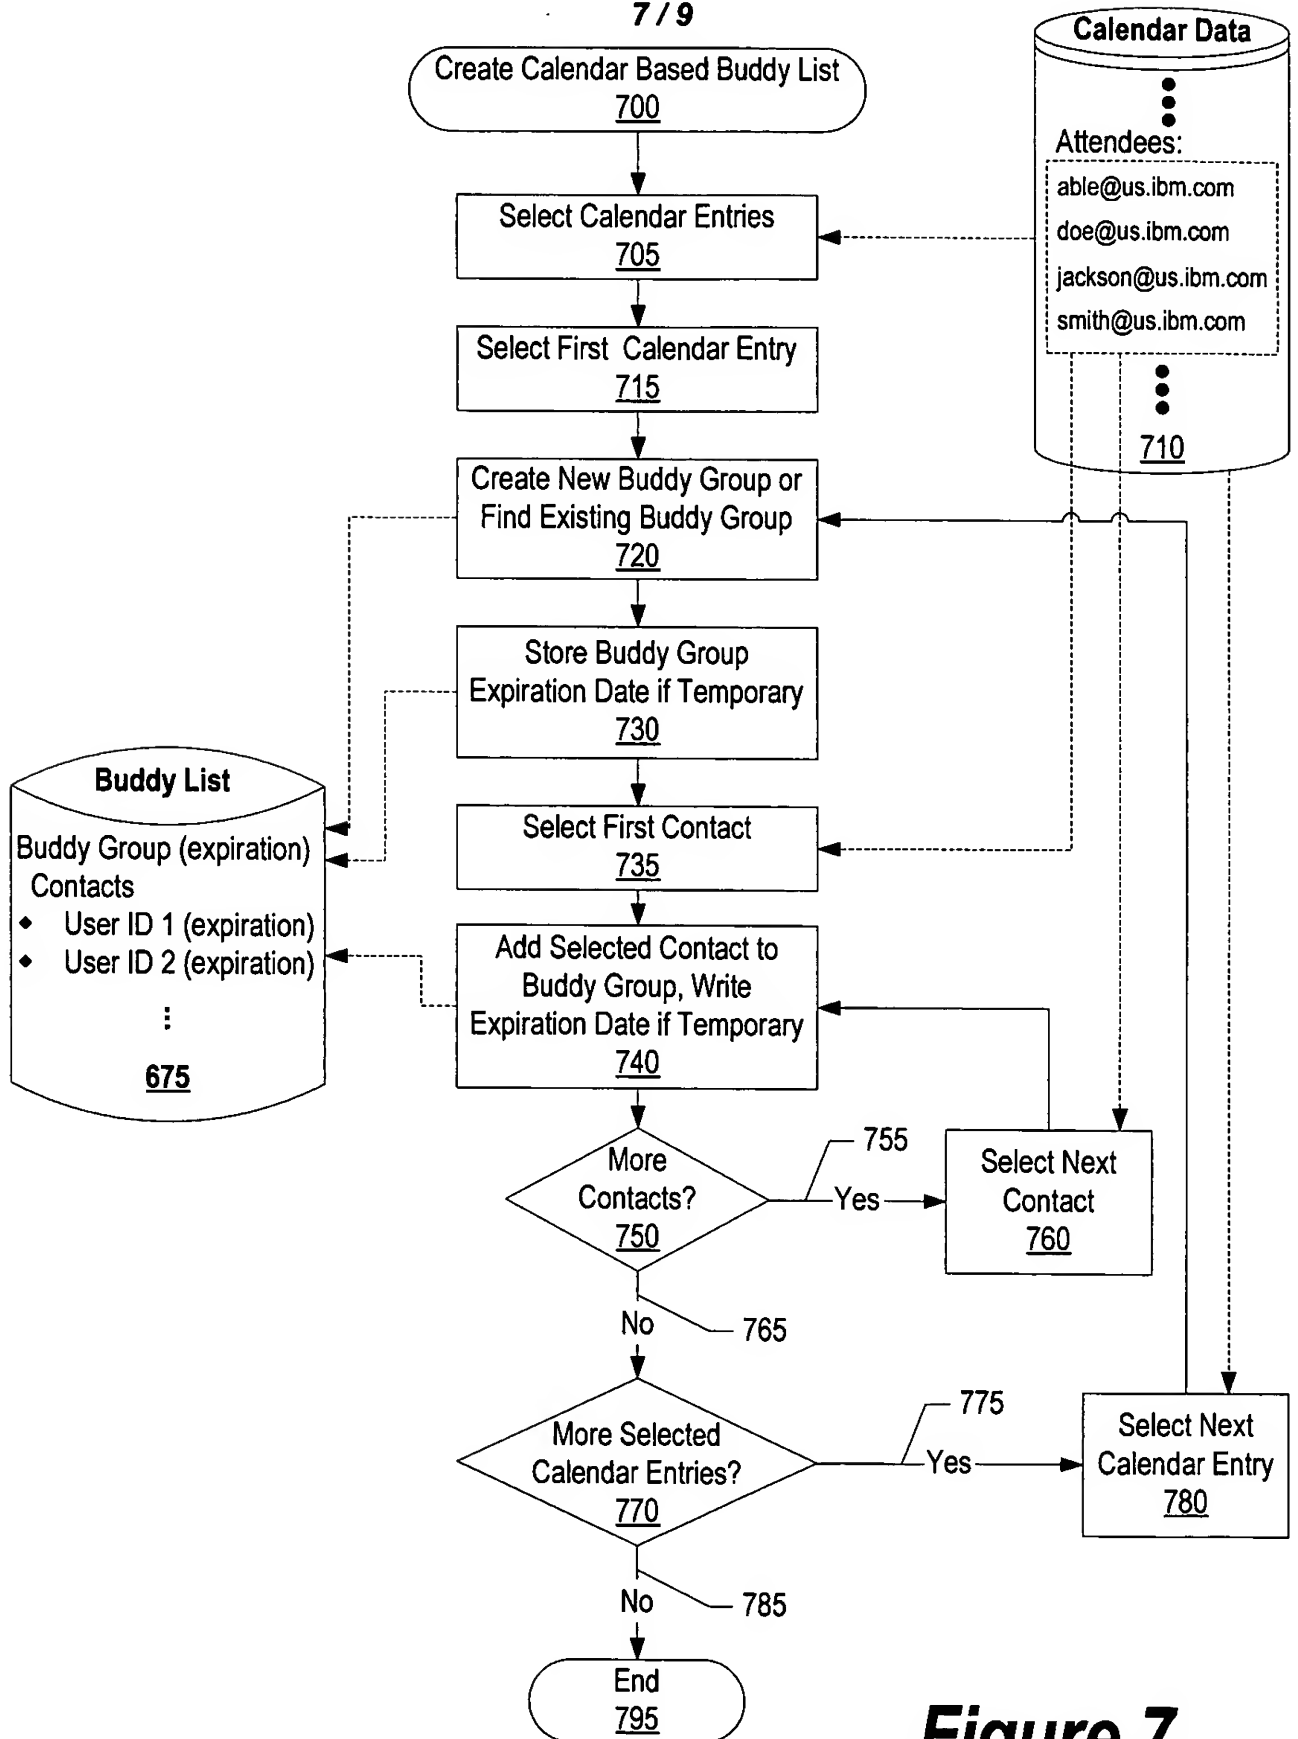 7 / 9
Create Calendar Based Buddy List
700
Calendar Data
Attendees:
able@us.ibm.com
doe@us.ibm.com
jackson@us.ibm.com
smith@us.ibm.com
710
Select Calendar Entries
705
Select First Calendar Entry
715
Create New Buddy Group or
Find Existing Buddy Group
720
Store Buddy Group
Expiration Date if Temporary
730
Select First Contact
735
Buddy List
Buddy Group (expiration)
Contacts
◆ User ID 1 (expiration)
◆ User ID 2 (expiration)
⋮
675
Add Selected Contact to
Buddy Group, Write
Expiration Date if Temporary
740
More
Contacts?
750
755
Yes
Select Next
Contact
760
No
765
More Selected
Calendar Entries?
770
775
Yes
Select Next
Calendar Entry
780
No
785
End
795
Figure 7